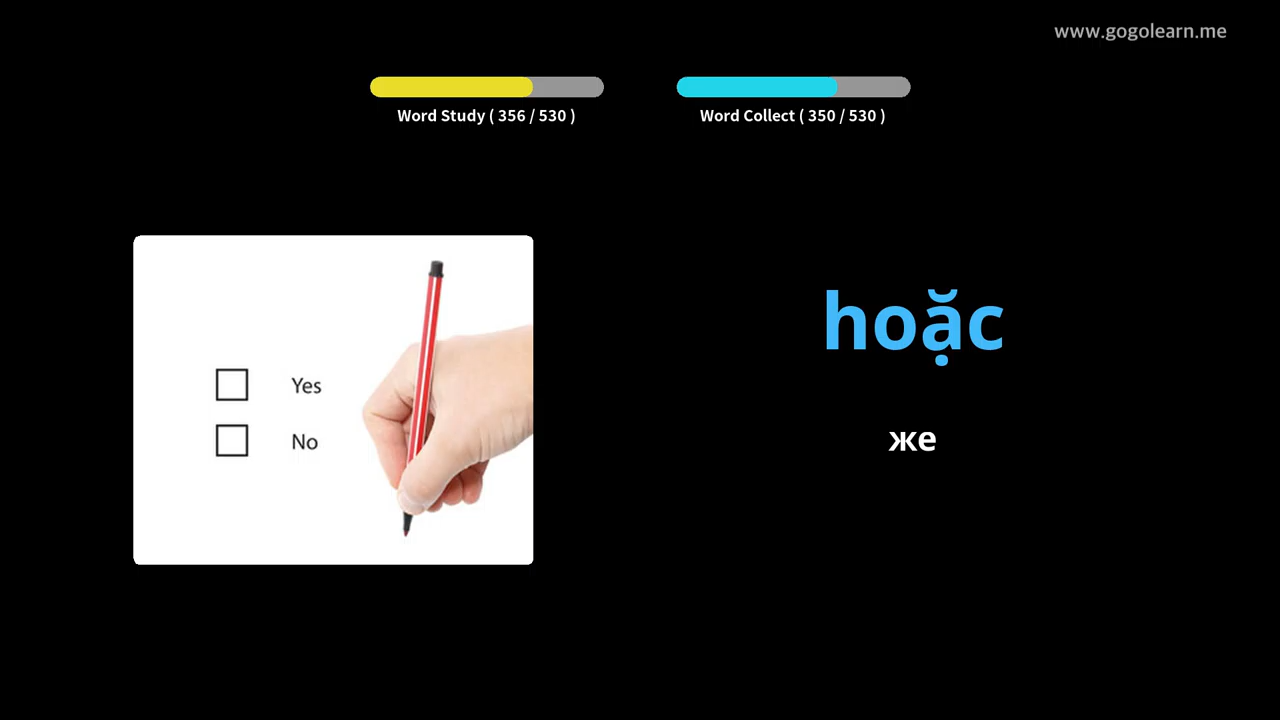 www.gogolearn.me
Word Study ( 356 / 530 )
Word Collect ( 350 / 530 )
Yes
No
hoặc
же